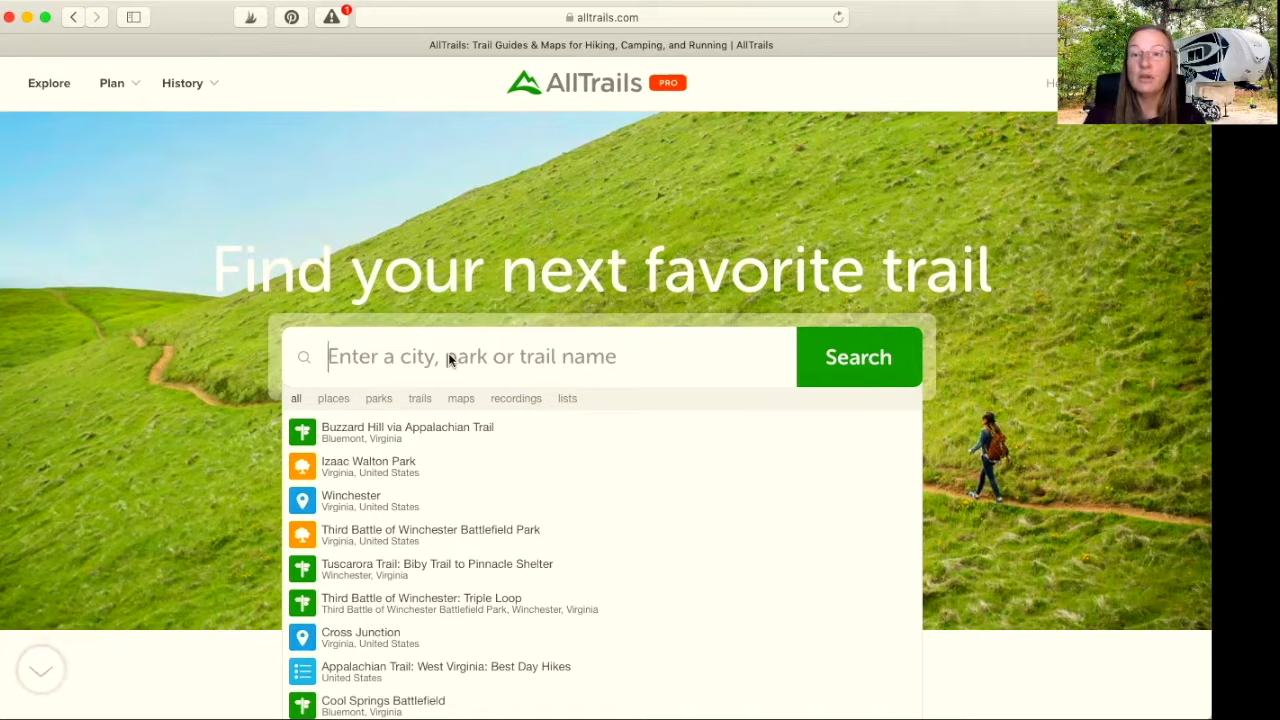 1
alltrails.com
AllTrails: Trail Guides & Maps for Hiking, Camping, and Running | AllTrails
Explore Plan History AllTrails PRO
Find your next favorite trail
Enter a city, park or trail name Search
all places parks trails maps recordings lists
Buzzard Hill via Appalachian Trail
Bluemont, Virginia
Izaac Walton Park
Virginia, United States
Winchester
Virginia, United States
Third Battle of Winchester Battlefield Park
Virginia, United States
Tuscarora Trail: Biby Trail to Pinnacle Shelter
Winchester, Virginia
Third Battle of Winchester: Triple Loop
Third Battle of Winchester Battlefield Park, Winchester, Virginia
Cross Junction
Virginia, United States
Appalachian Trail: West Virginia: Best Day Hikes
United States
Cool Springs Battlefield
Bluemont, Virginia